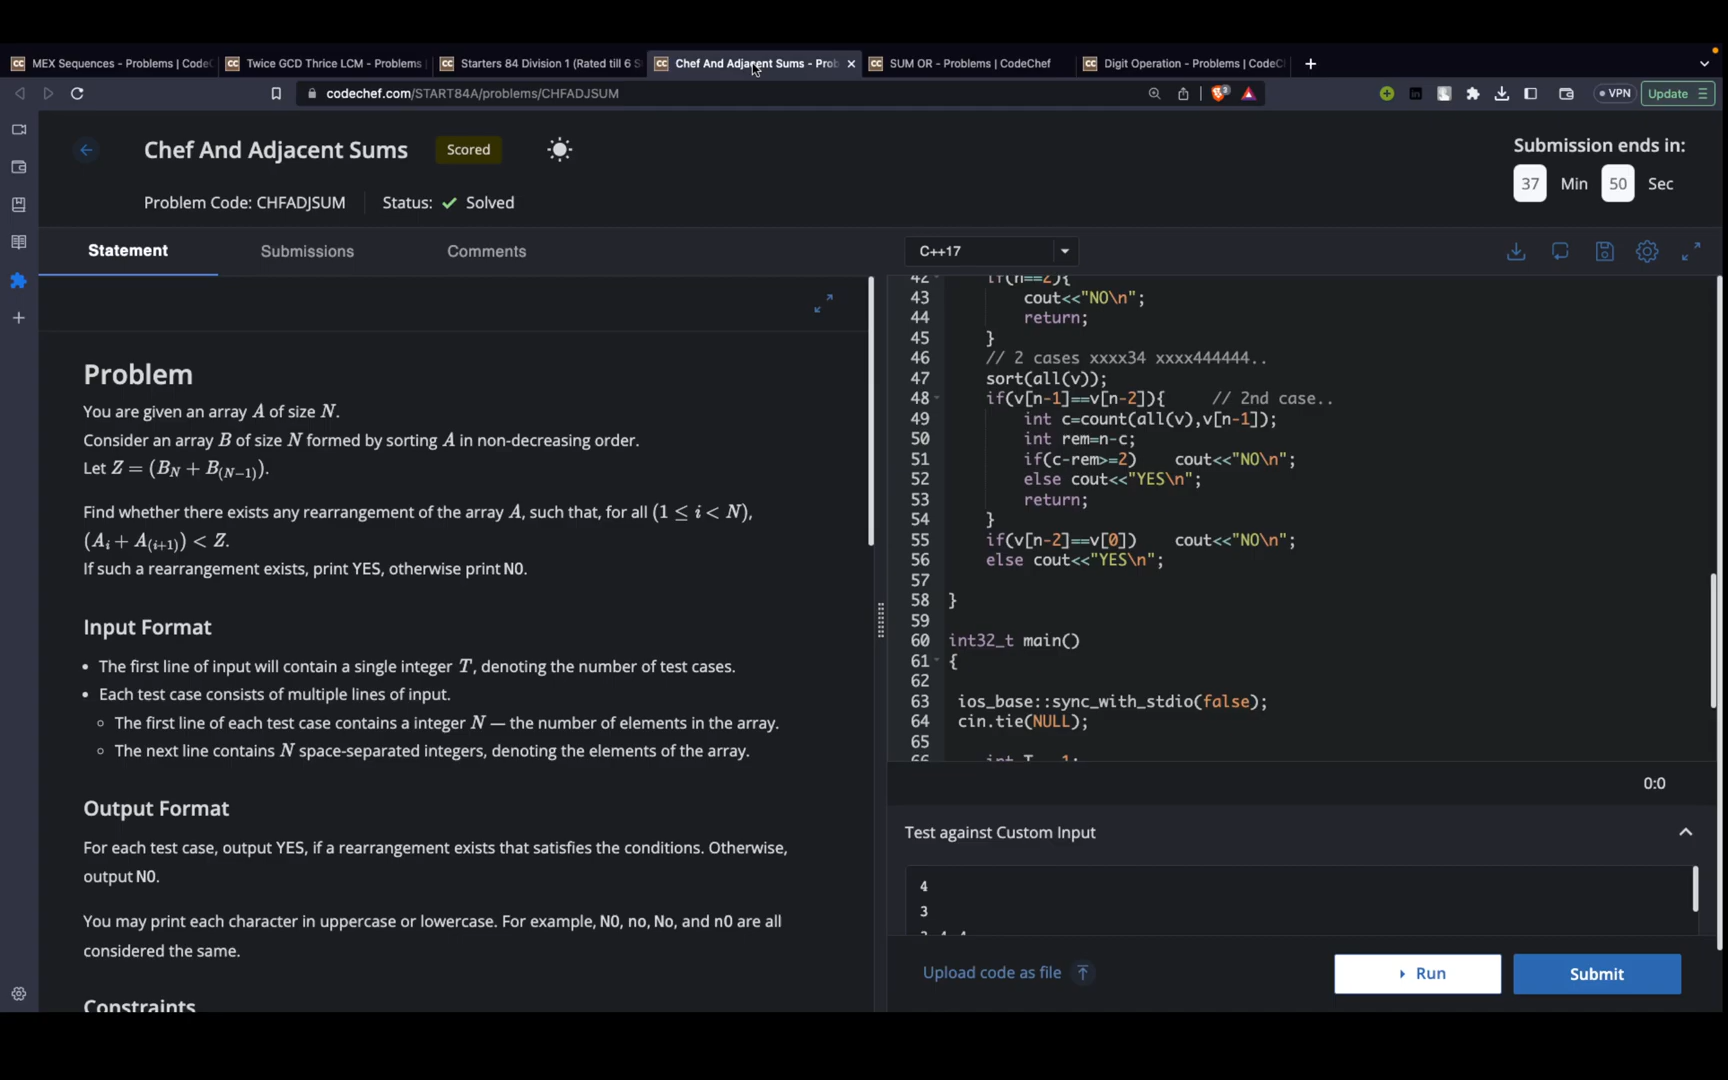 MEX Sequences - Problems | CodeC
Twice GCD Thrice LCM - Problems
Starters 84 Division 1 (Rated till 6 S
Chef And Adjacent Sums - Prob
SUM OR - Problems | CodeChef
Digit Operation - Problems | CodeC
codechef.com/START84A/problems/CHFADJSUM
VPN
Update
Chef And Adjacent Sums
Scored
Problem Code: CHFADJSUM
Status: ✓ Solved
Submission ends in:
37 Min 50 Sec
Statement
Submissions
Comments
Problem
You are given an array A of size N.
Consider an array B of size N formed by sorting A in non-decreasing order.
Let Z = (B_N + B_(N−1)).
Find whether there exists any rearrangement of the array A, such that, for all (1 ≤ i < N),
(A_i + A_(i+1)) < Z.
If such a rearrangement exists, print YES, otherwise print NO.
Input Format
• The first line of input will contain a single integer T, denoting the number of test cases.
• Each test case consists of multiple lines of input.
○ The first line of each test case contains a integer N — the number of elements in the array.
○ The next line contains N space-separated integers, denoting the elements of the array.
Output Format
For each test case, output YES, if a rearrangement exists that satisfies the conditions. Otherwise,
output NO.
You may print each character in uppercase or lowercase. For example, NO, no, No, and nO are all
considered the same.
Constraints
C++17
42 if(n==2){
43 cout<<"NO\n";
44 return;
45 }
46 // 2 cases xxxx34 xxxx444444..
47 sort(all(v));
48 if(v[n-1]==v[n-2]){ // 2nd case..
49 int c=count(all(v),v[n-1]);
50 int rem=n-c;
51 if(c-rem>=2) cout<<"NO\n";
52 else cout<<"YES\n";
53 return;
54 }
55 if(v[n-2]==v[0]) cout<<"NO\n";
56 else cout<<"YES\n";
57
58 }
59
60 int32_t main()
61 {
62
63 ios_base::sync_with_stdio(false);
64 cin.tie(NULL);
65
66 int T = 1;
0:0
Test against Custom Input
4
3
Upload code as file
Run
Submit